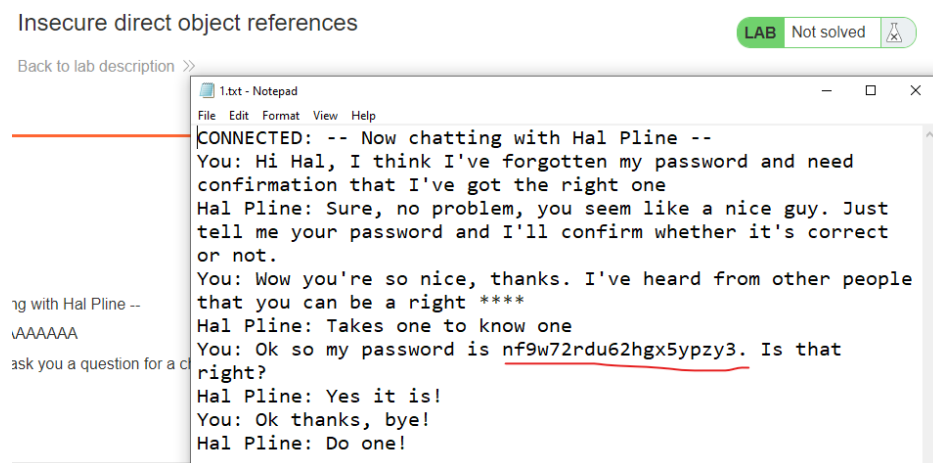 Insecure direct object references
LAB Not solved
Back to lab description
1.txt - Notepad
File Edit Format View Help
CONNECTED: -- Now chatting with Hal Pline --
You: Hi Hal, I think I've forgotten my password and need
confirmation that I've got the right one
Hal Pline: Sure, no problem, you seem like a nice guy. Just
tell me your password and I'll confirm whether it's correct
or not.
You: Wow you're so nice, thanks. I've heard from other people
that you can be a right ****
Hal Pline: Takes one to know one
You: Ok so my password is nf9w72rdu62hgx5ypzy3. Is that
right?
Hal Pline: Yes it is!
You: Ok thanks, bye!
Hal Pline: Do one!
with Hal Pline --
ask you a question for a